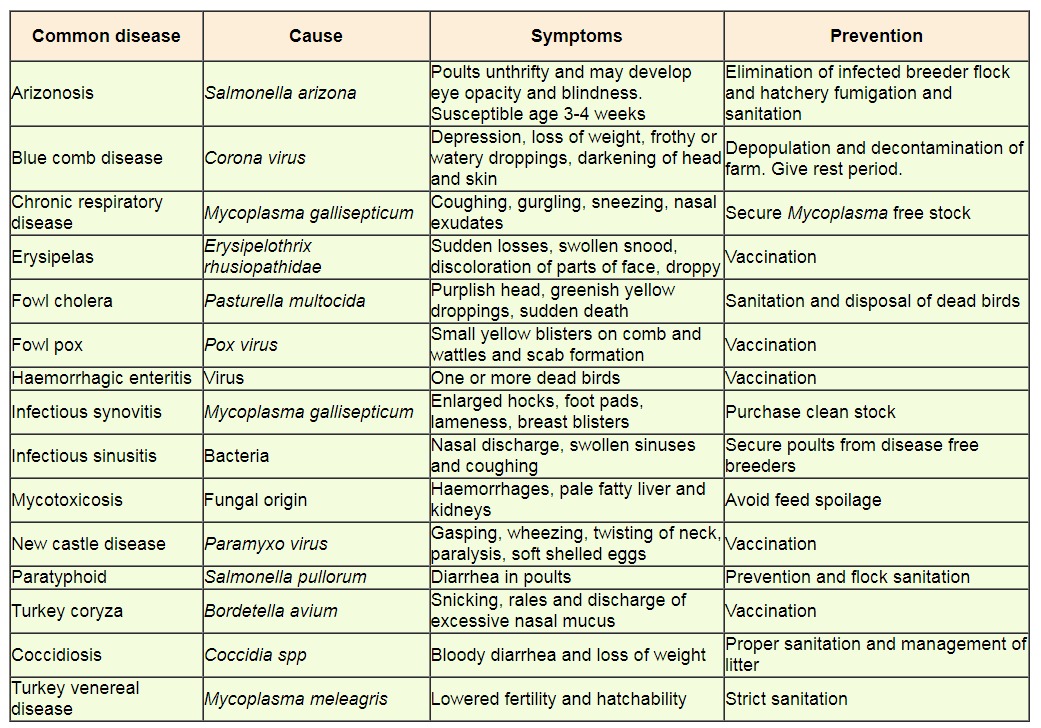 Common disease Cause Symptoms Prevention
Arizonosis
Salmonella arizona
Poults unthrifty and may develop
eye opacity and blindness.
Susceptible age 3-4 weeks
Elimination of infected breeder flock
and hatchery fumigation and
sanitation
Blue comb disease
Corona virus
Depression, loss of weight, frothy or
watery droppings, darkening of head
and skin
Depopulation and decontamination of
farm. Give rest period.
Chronic respiratory
disease
Mycoplasma gallisepticum
Coughing, gurgling, sneezing, nasal
exudates
Secure Mycoplasma free stock
Erysipelas
Erysipelothrix
rhusiopathidae
Sudden losses, swollen snood,
discoloration of parts of face, droppy
Vaccination
Fowl cholera
Pasturella multocida
Purplish head, greenish yellow
droppings, sudden death
Sanitation and disposal of dead birds
Fowl pox
Pox virus
Small yellow blisters on comb and
wattles and scab formation
Vaccination
Haemorrhagic enteritis
Virus
One or more dead birds
Vaccination
Infectious synovitis
Mycoplasma gallisepticum
Enlarged hocks, foot pads,
lameness, breast blisters
Purchase clean stock
Infectious sinusitis
Bacteria
Nasal discharge, swollen sinuses
and coughing
Secure poults from disease free
breeders
Mycotoxicosis
Fungal origin
Haemorrhages, pale fatty liver and
kidneys
Avoid feed spoilage
New castle disease
Paramyxo virus
Gasping, wheezing, twisting of neck,
paralysis, soft shelled eggs
Vaccination
Paratyphoid
Salmonella pullorum
Diarrhea in poults
Prevention and flock sanitation
Turkey coryza
Bordetella avium
Snicking, rales and discharge of
excessive nasal mucus
Vaccination
Coccidiosis
Coccidia spp
Bloody diarrhea and loss of weight
Proper sanitation and management of
litter
Turkey venereal
disease
Mycoplasma meleagris
Lowered fertility and hatchability
Strict sanitation